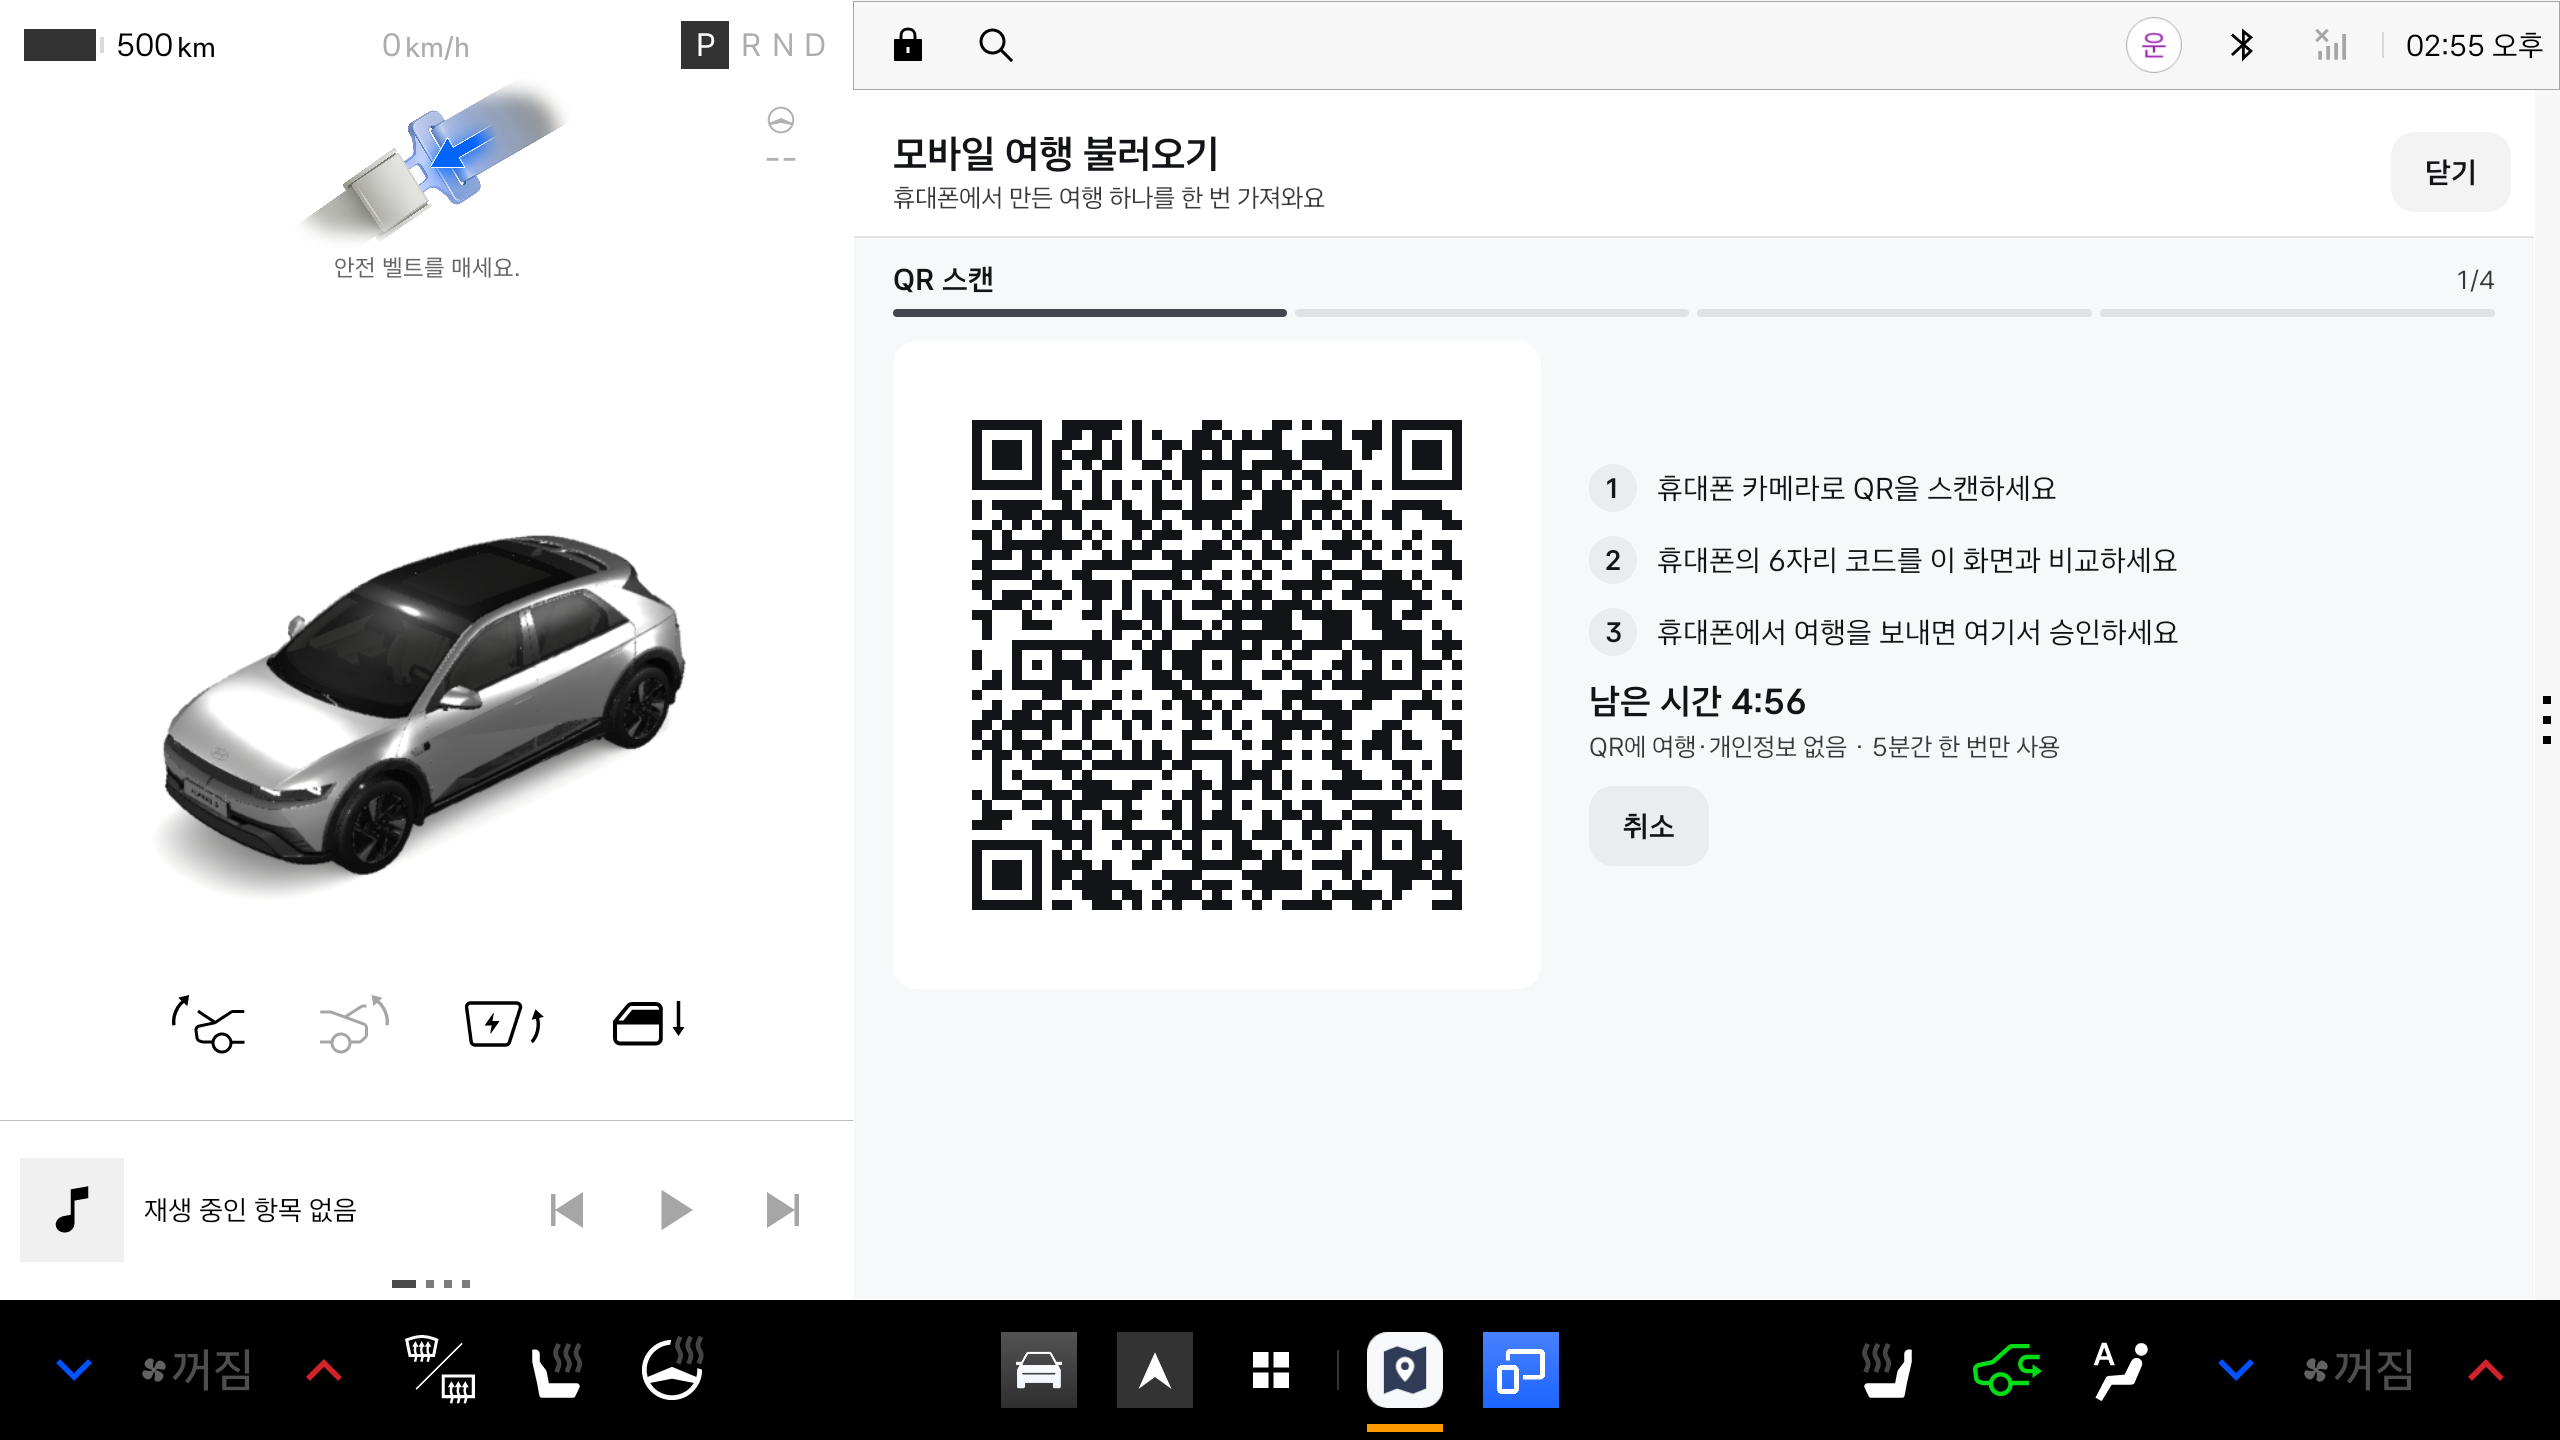 500 km
0 km/h
P R N D
안전 벨트를 매세요.
재생 중인 항목 없음
운
02:55 오후
모바일 여행 불러오기
휴대폰에서 만든 여행 하나를 한 번 가져와요
닫기
QR 스캔
1/4
1 휴대폰 카메라로 QR을 스캔하세요
2 휴대폰의 6자리 코드를 이 화면과 비교하세요
3 휴대폰에서 여행을 보내면 여기서 승인하세요
남은 시간 4:56
QR에 여행·개인정보 없음 · 5분간 한 번만 사용
취소
꺼짐
A
꺼짐